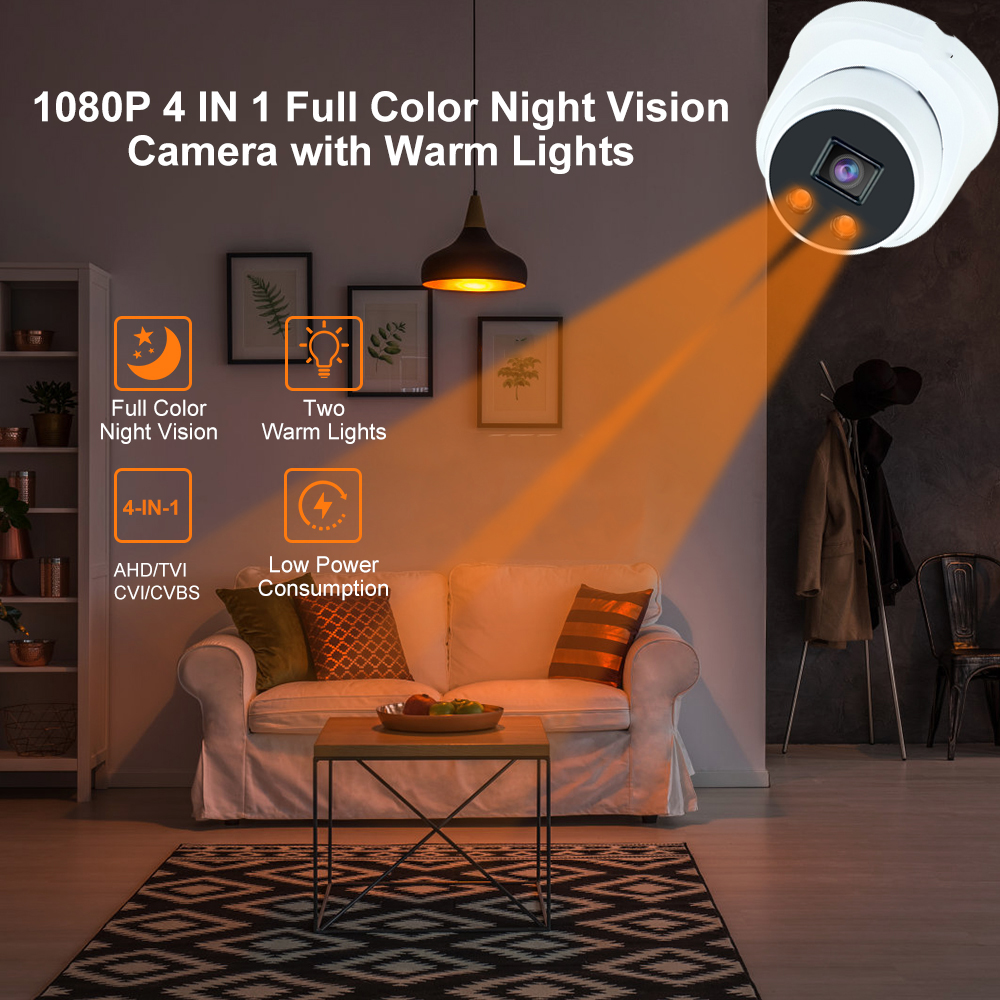 1080P 4 IN 1 Full Color Night Vision
Camera with Warm Lights
Full Color
Night Vision
Two
Warm Lights
4-IN-1
AHD/TVI
CVI/CVBS
Low Power
Consumption